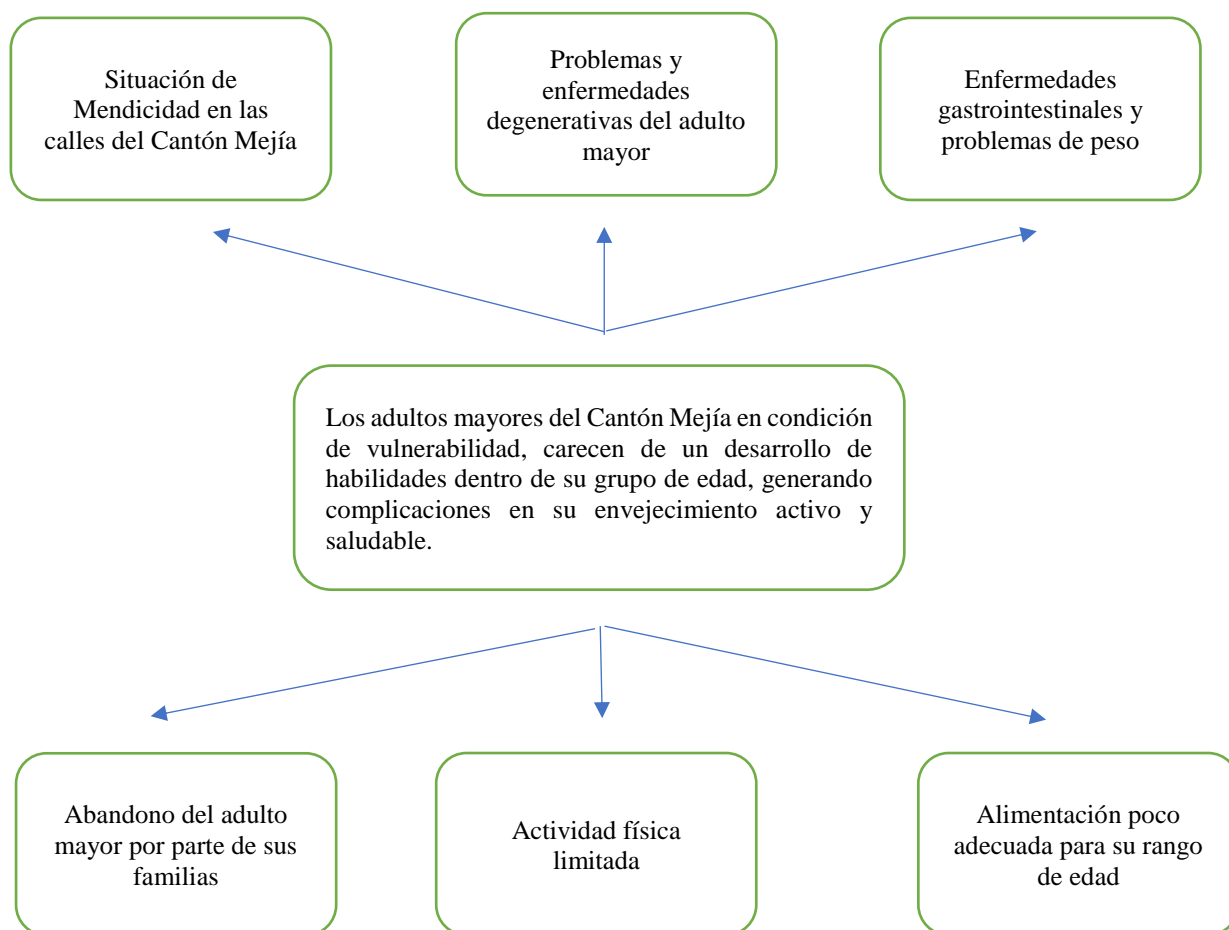 Situación de
Mendicidad en las
calles del Cantón Mejía
Problemas y
enfermedades
degenerativas del adulto
mayor
Enfermedades
gastrointestinales y
problemas de peso
Los adultos mayores del Cantón Mejía en condición
de vulnerabilidad, carecen de un desarrollo de
habilidades dentro de su grupo de edad, generando
complicaciones en su envejecimiento activo y
saludable.
Abandono del adulto
mayor por parte de sus
familias
Actividad física
limitada
Alimentación poco
adecuada para su rango
de edad